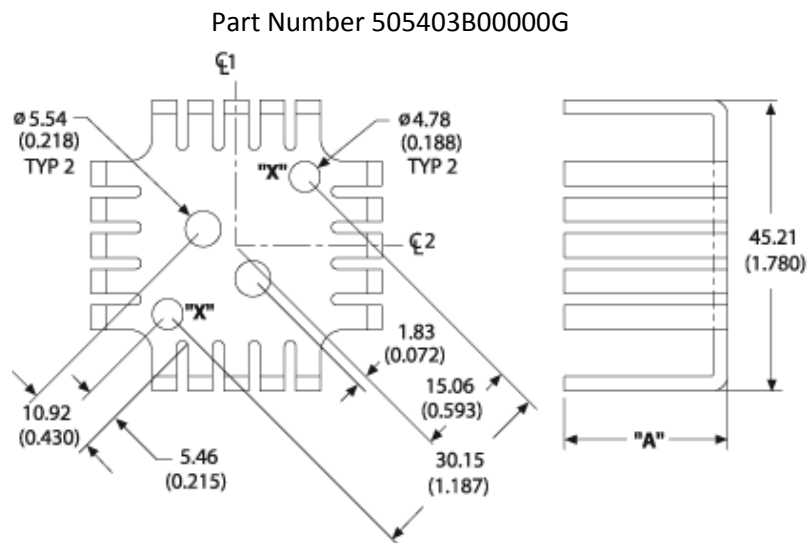 Part Number 505403B00000G
℄1
ø5.54
(0.218)
TYP 2
ø4.78
(0.188)
TYP 2
"X"
℄2
45.21
(1.780)
"X"
1.83
(0.072)
15.06
(0.593)
10.92
(0.430)
"A"
5.46
(0.215)
30.15
(1.187)